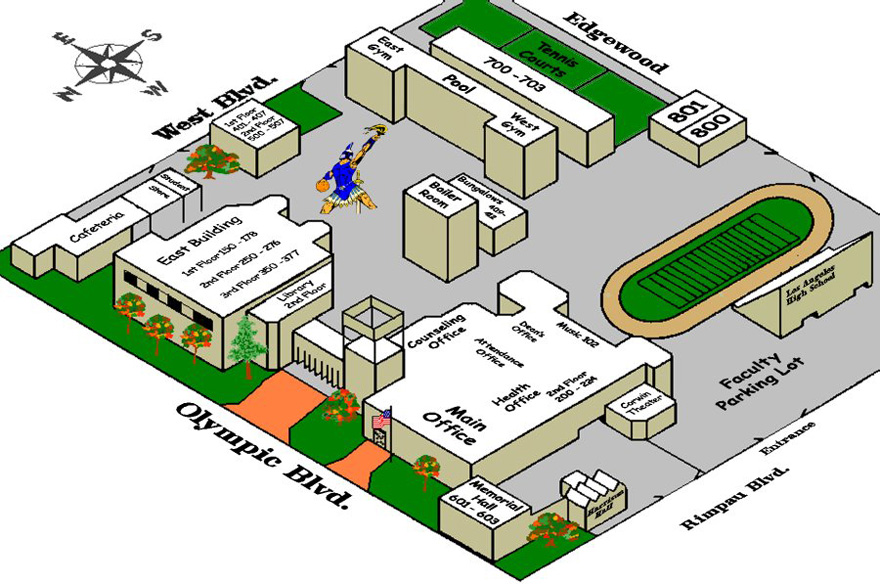 Edgewood
E
S
N
W
West Blvd.
East
Gym
Pool
700 - 703
Tennis
Courts
West
Gym
801
800
1st Floor
401 - 407
2nd Floor
500 - 507
Student
Store
Cafeteria
Boiler
Room
Bungalows
409-
42
East Building
1st Floor 150 - 178
2nd Floor 250 - 276
3rd Floor 350 - 377
Library
2nd Floor
Los Angeles
High School
Counseling
Office
Dean's
Office
Music 102
Attendance
Office
Health
Office
2nd Floor
200 - 224
Main
Office
Corwin
Theater
Faculty
Parking Lot
Entrance
Rimpau Blvd.
Olympic Blvd.
Memorial
Hall
601 - 603
Harrison
Hall